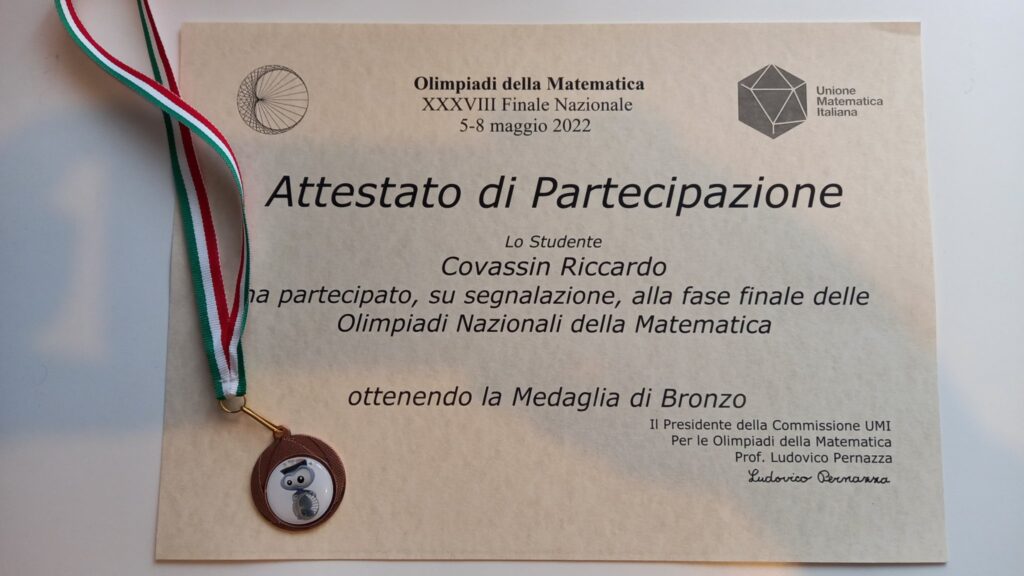 Olimpiadi della Matematica
XXXVIII Finale Nazionale
5-8 maggio 2022
Unione
Matematica
Italiana
Attestato di Partecipazione
Lo Studente
Covassin Riccardo
ha partecipato, su segnalazione, alla fase finale delle
Olimpiadi Nazionali della Matematica
ottenendo la Medaglia di Bronzo
Il Presidente della Commissione UMI
Per le Olimpiadi della Matematica
Prof. Ludovico Pernazza
Ludovico Pernazza